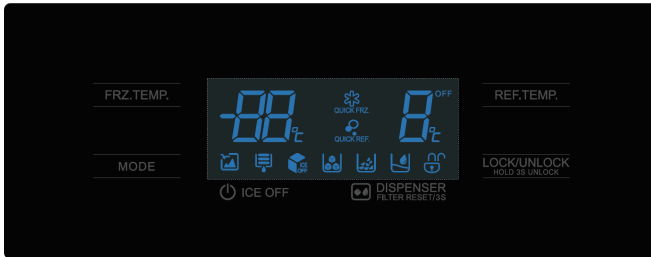 FRZ.TEMP.
-88°C
QUICK FRZ.
8°C
OFF
REF.TEMP.
QUICK REF.
MODE
ICE
OFF
LOCK/UNLOCK
HOLD 3S UNLOCK
ICE OFF
DISPENSER
FILTER RESET/3S